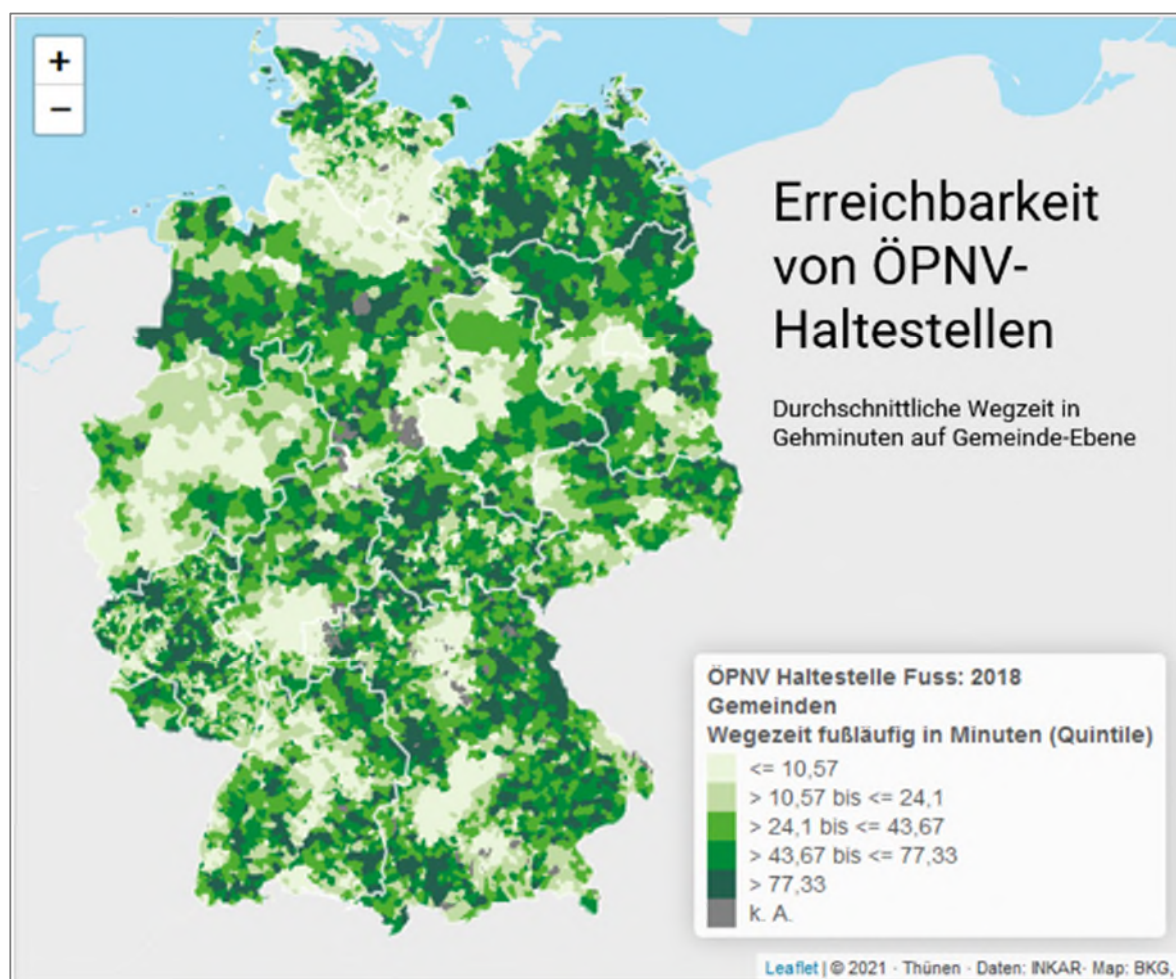 +
−
Erreichbarkeit
von ÖPNV-
Haltestellen
Durchschnittliche Wegzeit in
Gehminuten auf Gemeinde-Ebene
ÖPNV Haltestelle Fuss: 2018
Gemeinden
Wegezeit fußläufig in Minuten (Quintile)
<= 10,57
> 10,57 bis <= 24,1
> 24,1 bis <= 43,67
> 43,67 bis <= 77,33
> 77,33
k. A.
Leaflet | © 2021 · Thünen · Daten: INKAR· Map: BKG